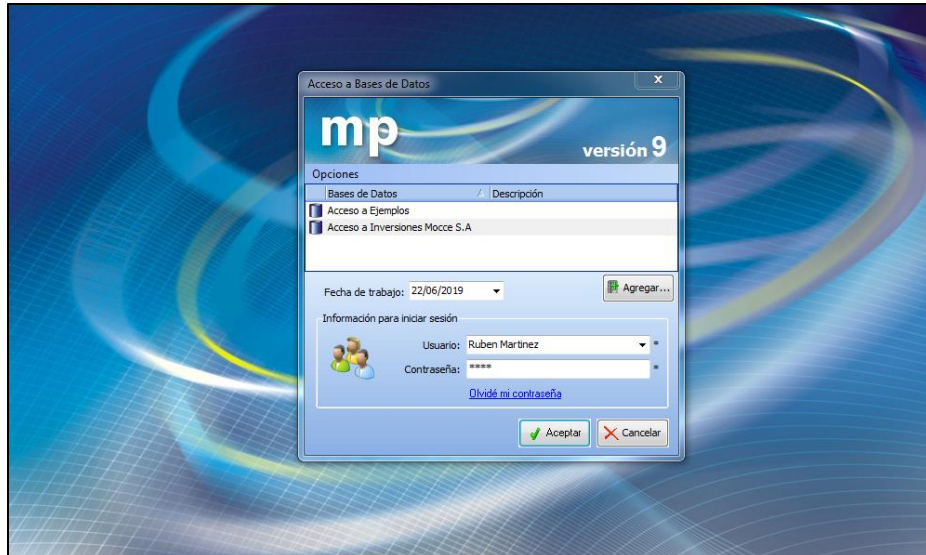 Acceso a Bases de Datos
mp
versión 9
Opciones
Bases de Datos Descripción
Acceso a Ejemplos
Acceso a Inversiones Mocce S.A
Fecha de trabajo: 22/06/2019
Agregar...
Información para iniciar sesión
Usuario: Ruben Martinez *
Contraseña: **** *
Olvidé mi contraseña
Aceptar Cancelar